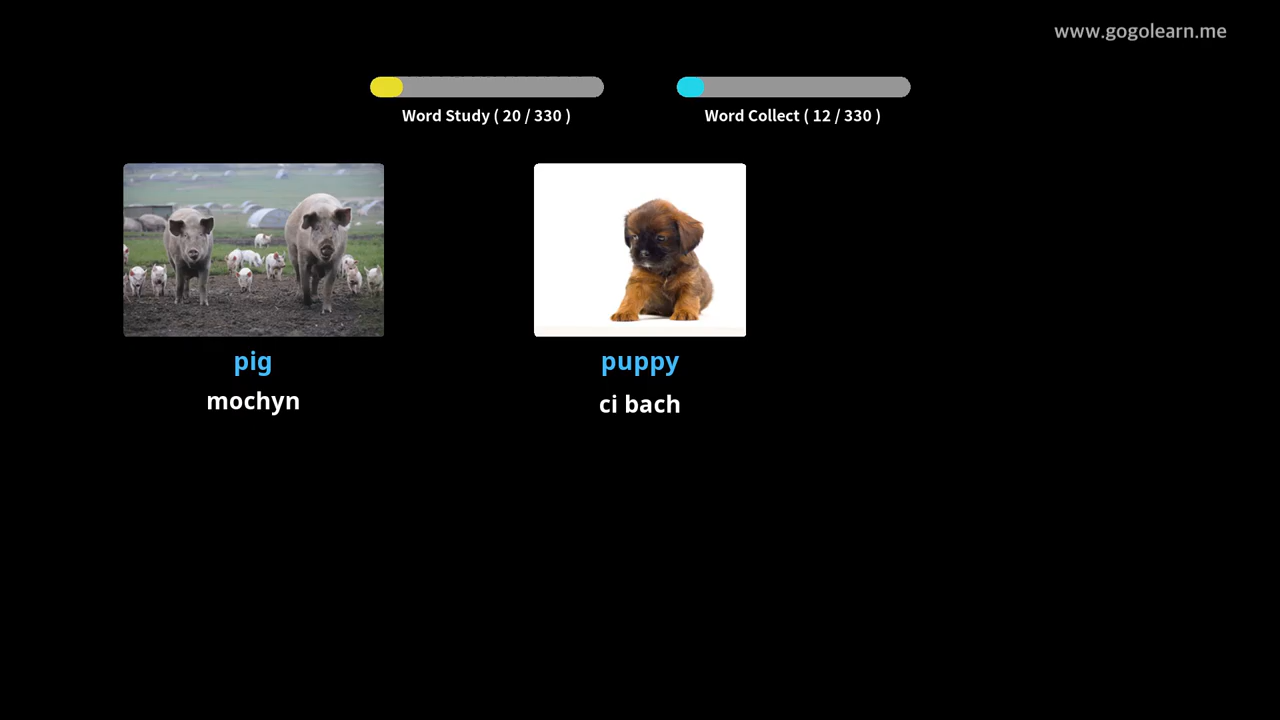 www.gogolearn.me
Word Study ( 20 / 330 )
Word Collect ( 12 / 330 )
pig
mochyn
puppy
ci bach